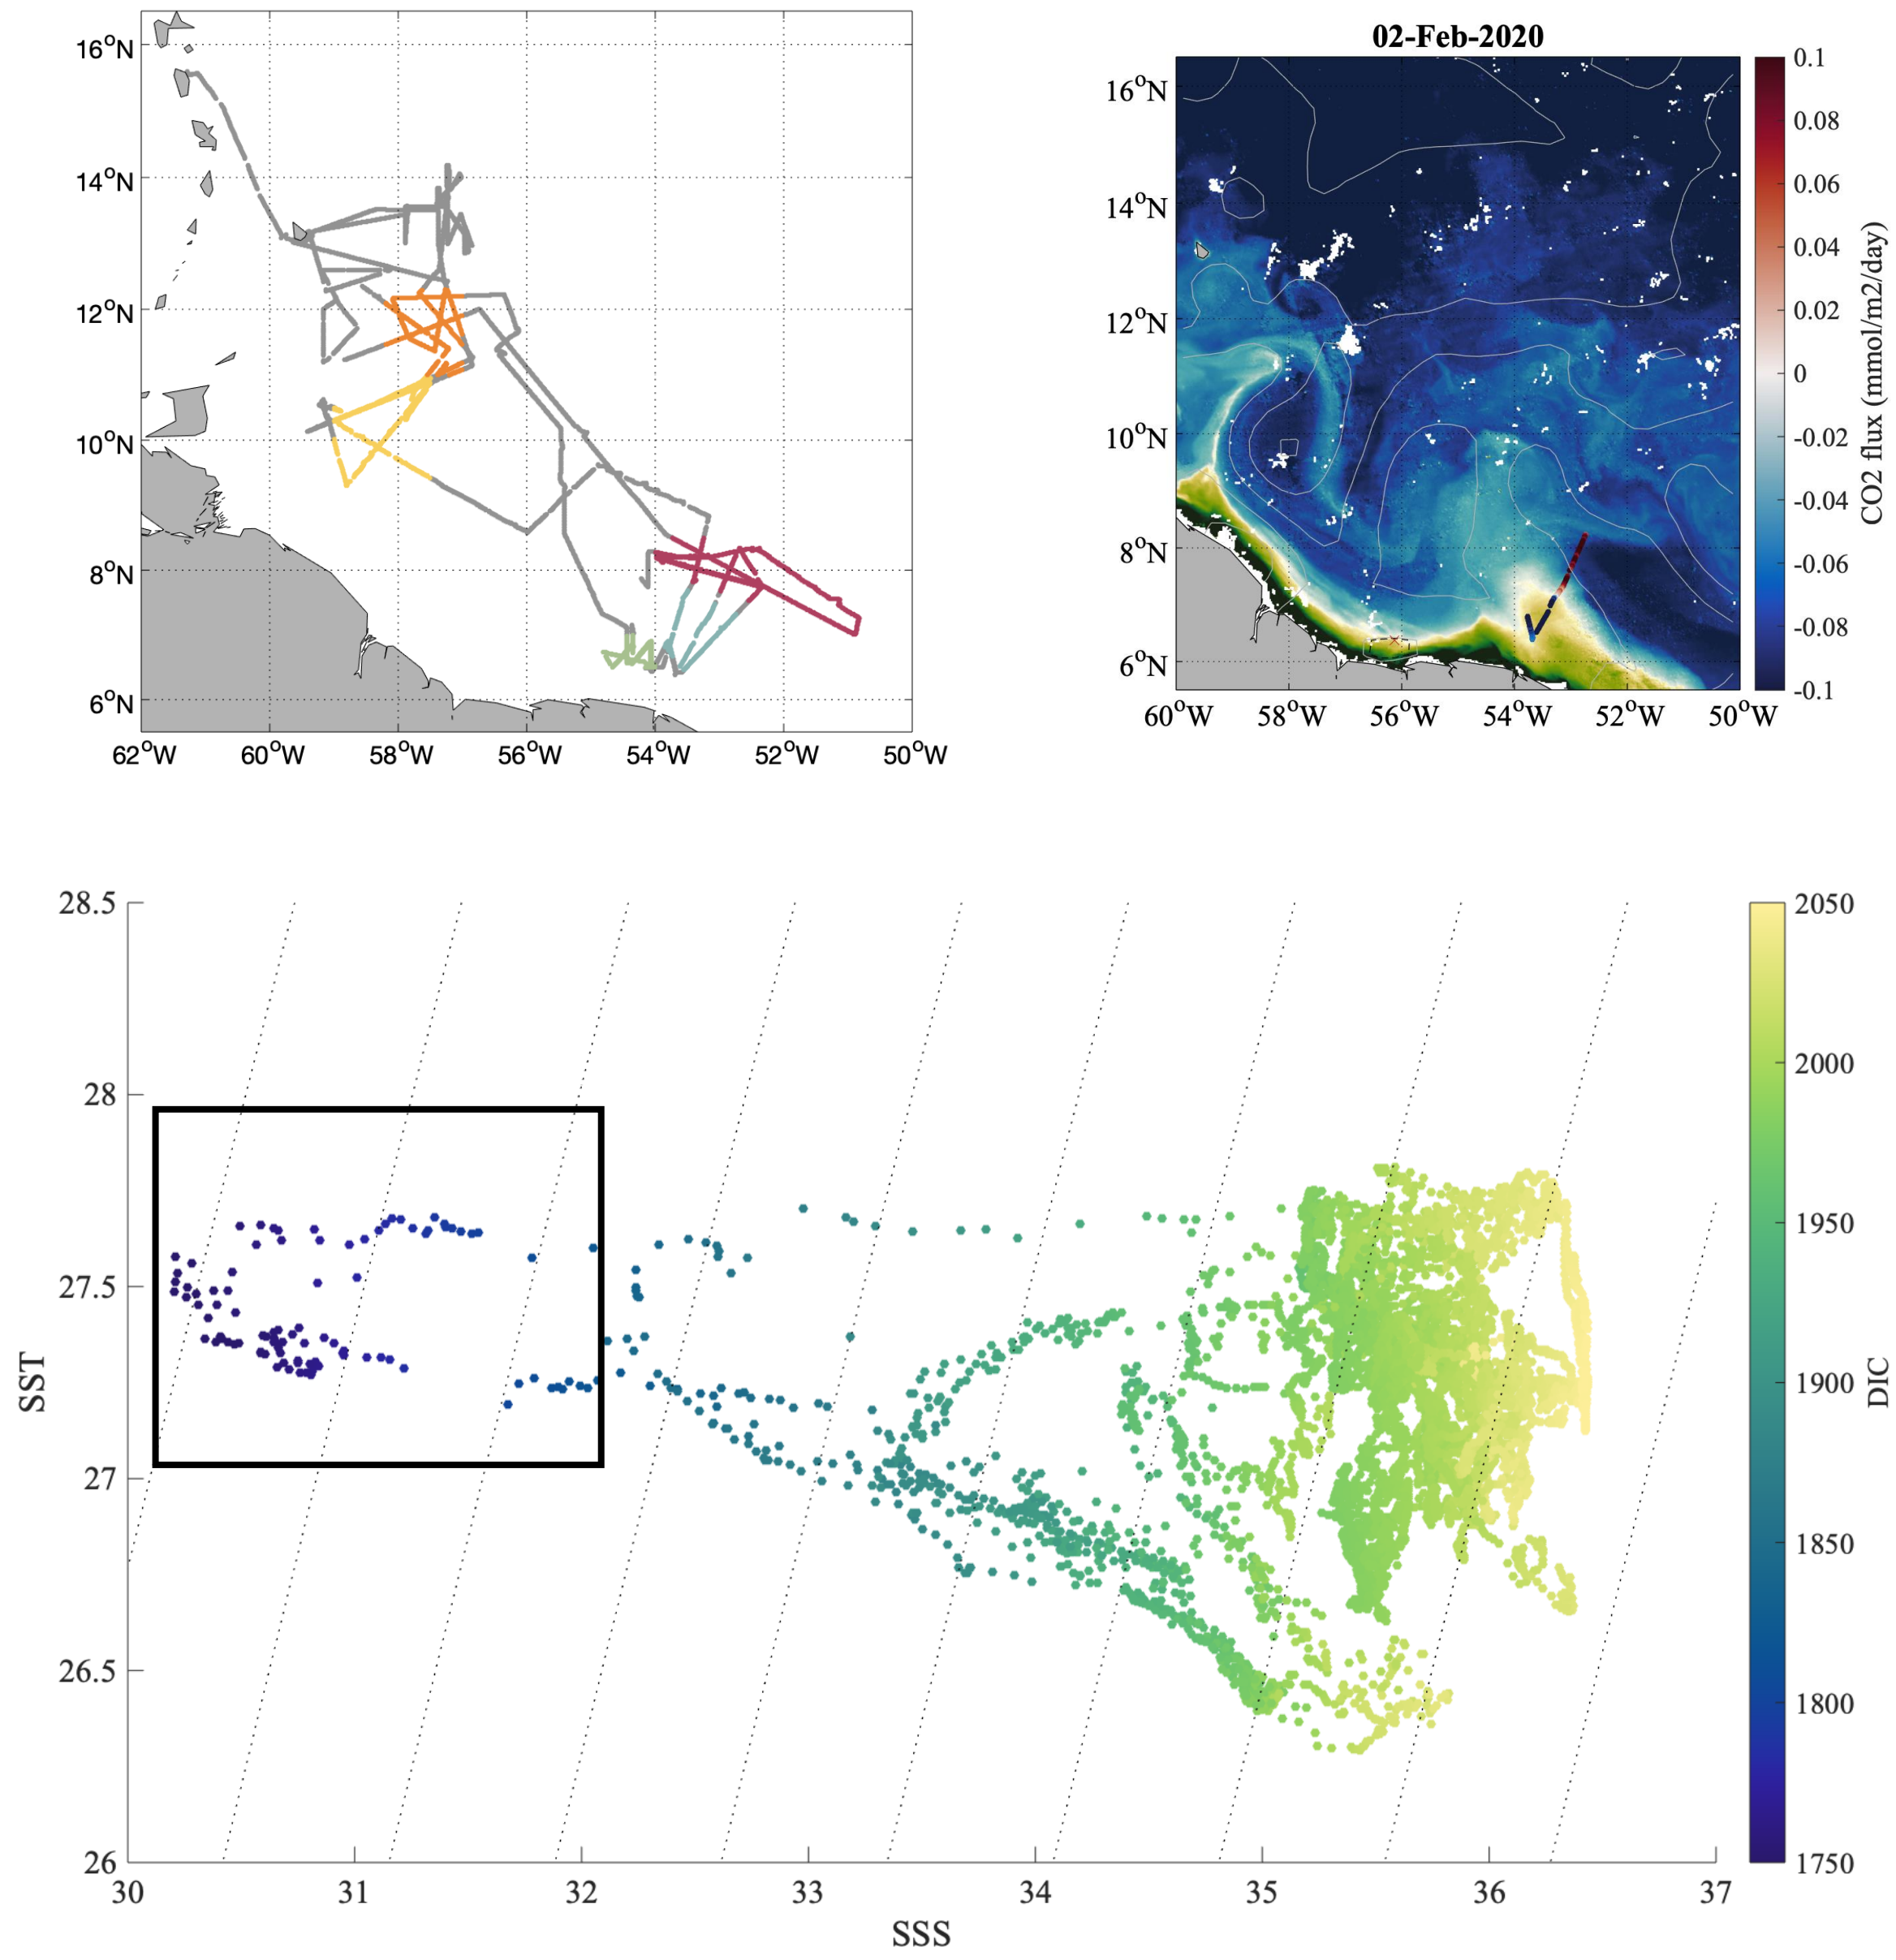 02-Feb-2020
16°N
14°N
12°N
10°N
8°N
6°N
62°W 60°W 58°W 56°W 54°W 52°W 50°W
16°N
14°N
12°N
10°N
8°N
6°N
60°W 58°W 56°W 54°W 52°W 50°W
0.1
0.08
0.06
0.04
0.02
0
-0.02
-0.04
-0.06
-0.08
-0.1
CO2 flux (mmol/m2/day)
28.5
28
27.5
27
26.5
26
SST
30 31 32 33 34 35 36 37
SSS
2050
2000
1950
1900
1850
1800
1750
DIC